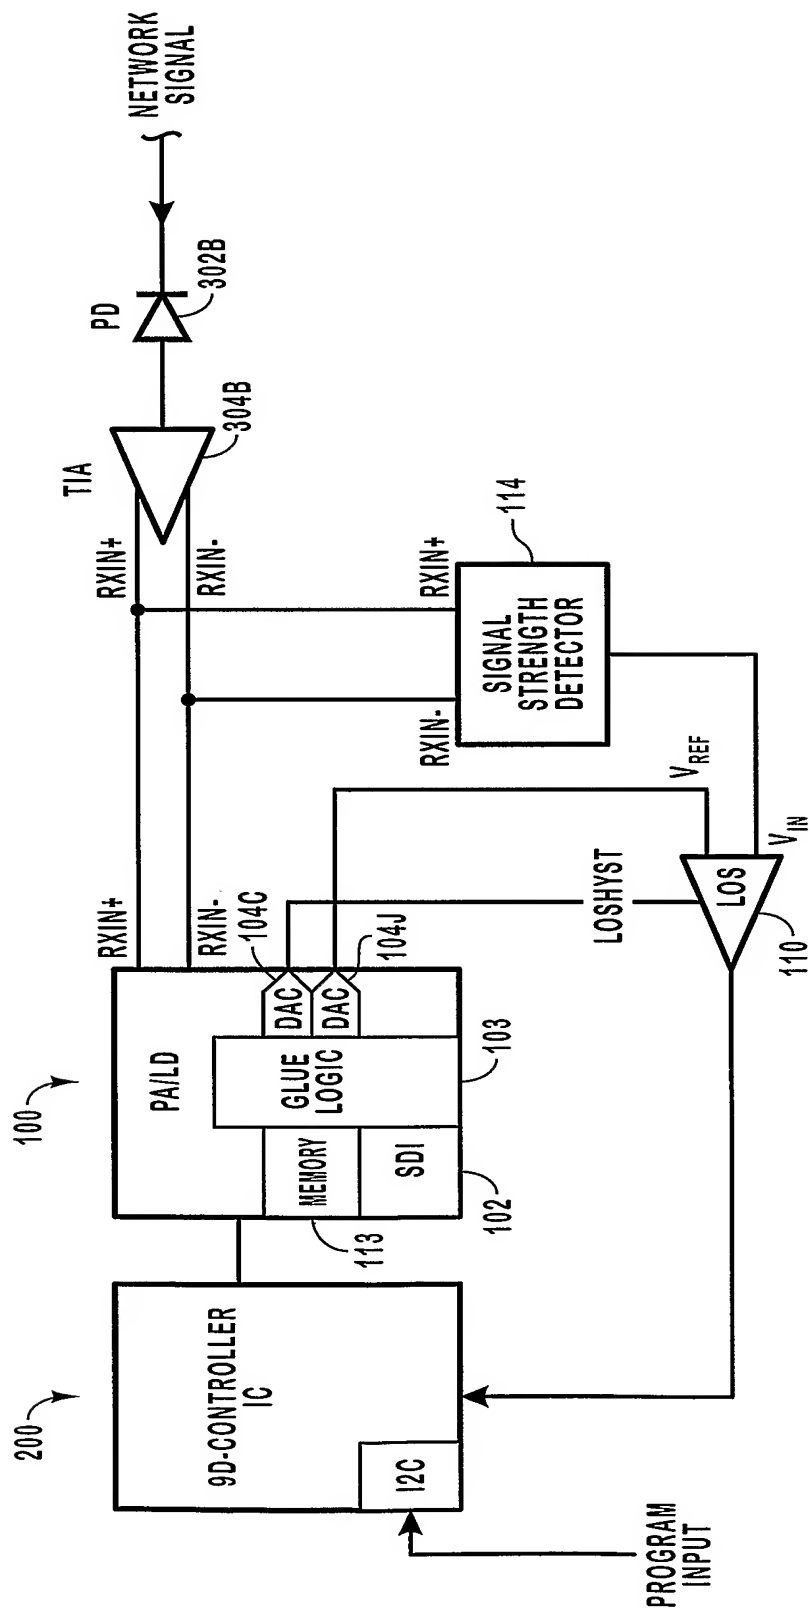 NETWORK
SIGNAL
PD
302B
TIA
304B
RXIN+
RXIN-
RXIN+
RXIN-
114
SIGNAL
STRENGTH
DETECTOR
RXIN+
RXIN-
104C
104J
VREF
VIN
LOSHYST
LOS
110
100
PA/LD
DAC
DAC
GLUE
LOGIC
103
MEMORY
SDI
113
102
200
9D-CONTROLLER
IC
I2C
PROGRAM
INPUT